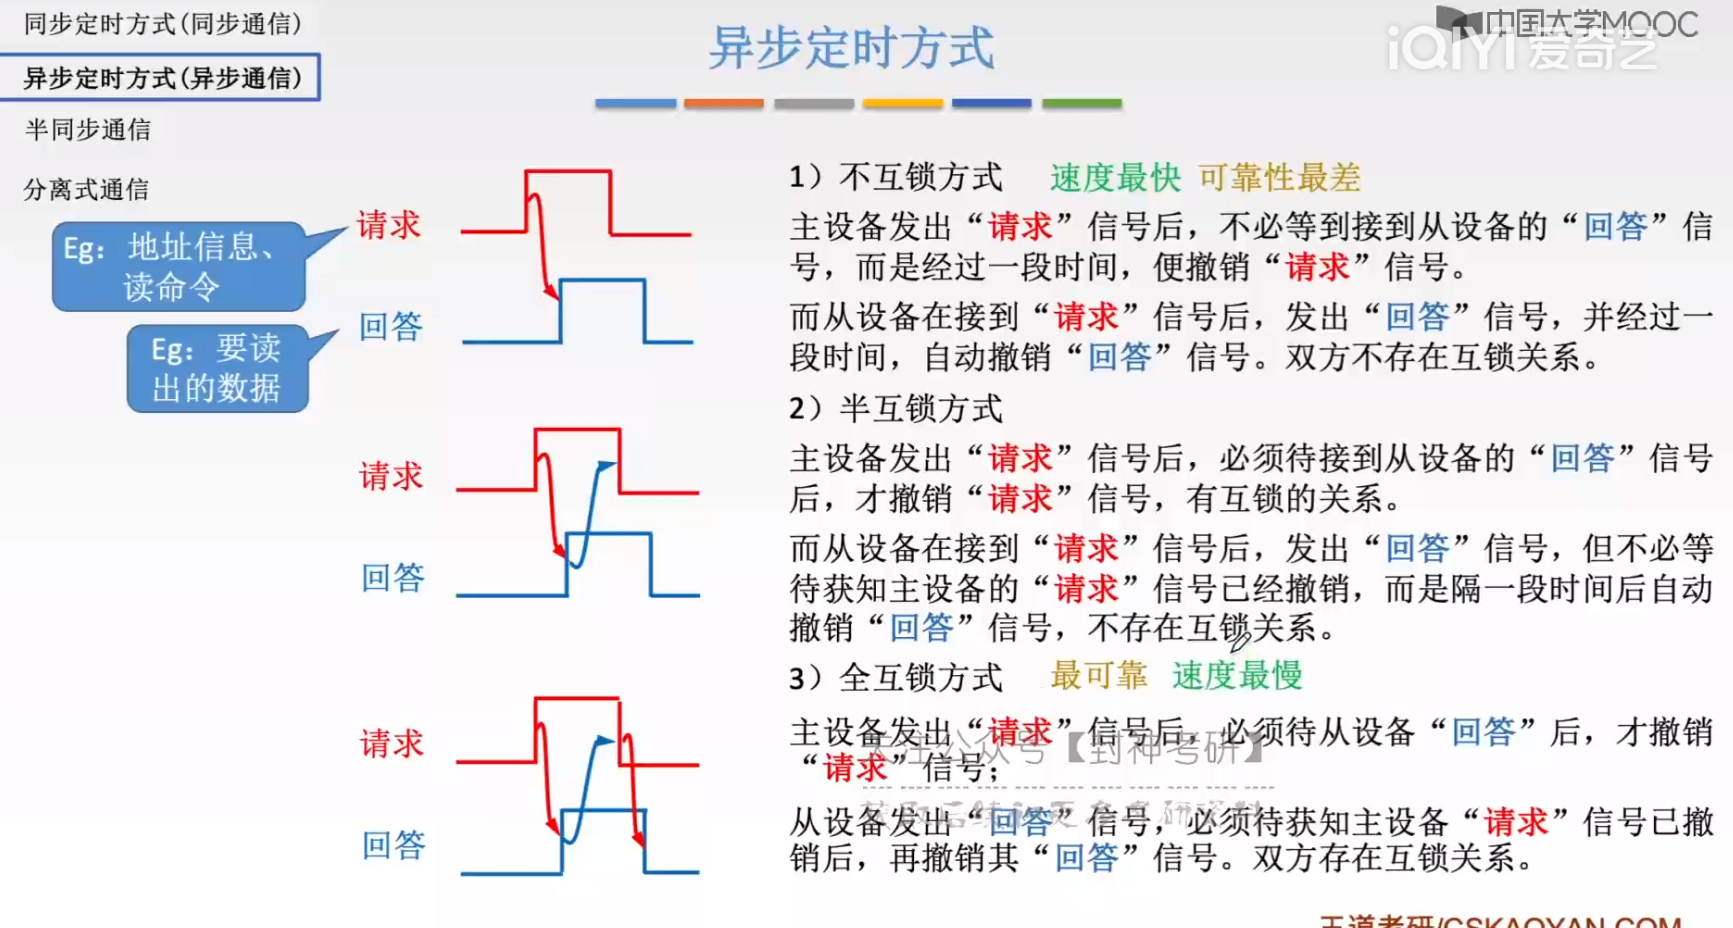 同步定时方式(同步通信)
异步定时方式(异步通信)
半同步通信
分离式通信
异步定时方式
中国大学MOOC
iQIYI 爱奇艺
请求
Eg：地址信息、
读命令
回答
Eg：要读
出的数据
请求
回答
请求
回答
1）不互锁方式 速度最快 可靠性最差
主设备发出“请求”信号后，不必等到接到从设备的“回答”信
号，而是经过一段时间，便撤销“请求”信号。
而从设备在接到“请求”信号后，发出“回答”信号，并经过一
段时间，自动撤销“回答”信号。双方不存在互锁关系。
2）半互锁方式
主设备发出“请求”信号后，必须待接到从设备的“回答”信号
后，才撤销“请求”信号，有互锁的关系。
而从设备在接到“请求”信号后，发出“回答”信号，但不必等
待获知主设备的“请求”信号已经撤销，而是隔一段时间后自动
撤销“回答”信号，不存在互锁关系。
3）全互锁方式 最可靠 速度最慢
主设备发出“请求”信号后，必须待从设备“回答”后，才撤销
“请求”信号；
关注公众号【封神考研】
从设备发出“回答”信号，必须待获知主设备“请求”信号已撤
销后，再撤销其“回答”信号。双方存在互锁关系。
王道考研/CSKAOYAN.COM